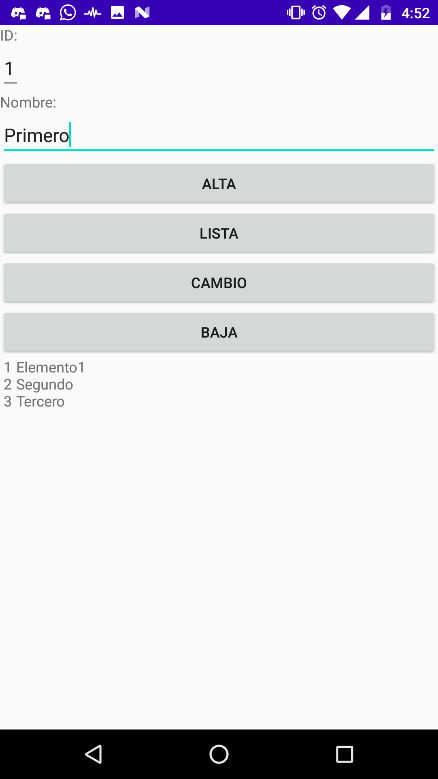 4:52
ID:
1
Nombre:
Primero
ALTA
LISTA
CAMBIO
BAJA
1 Elemento1
2 Segundo
3 Tercero